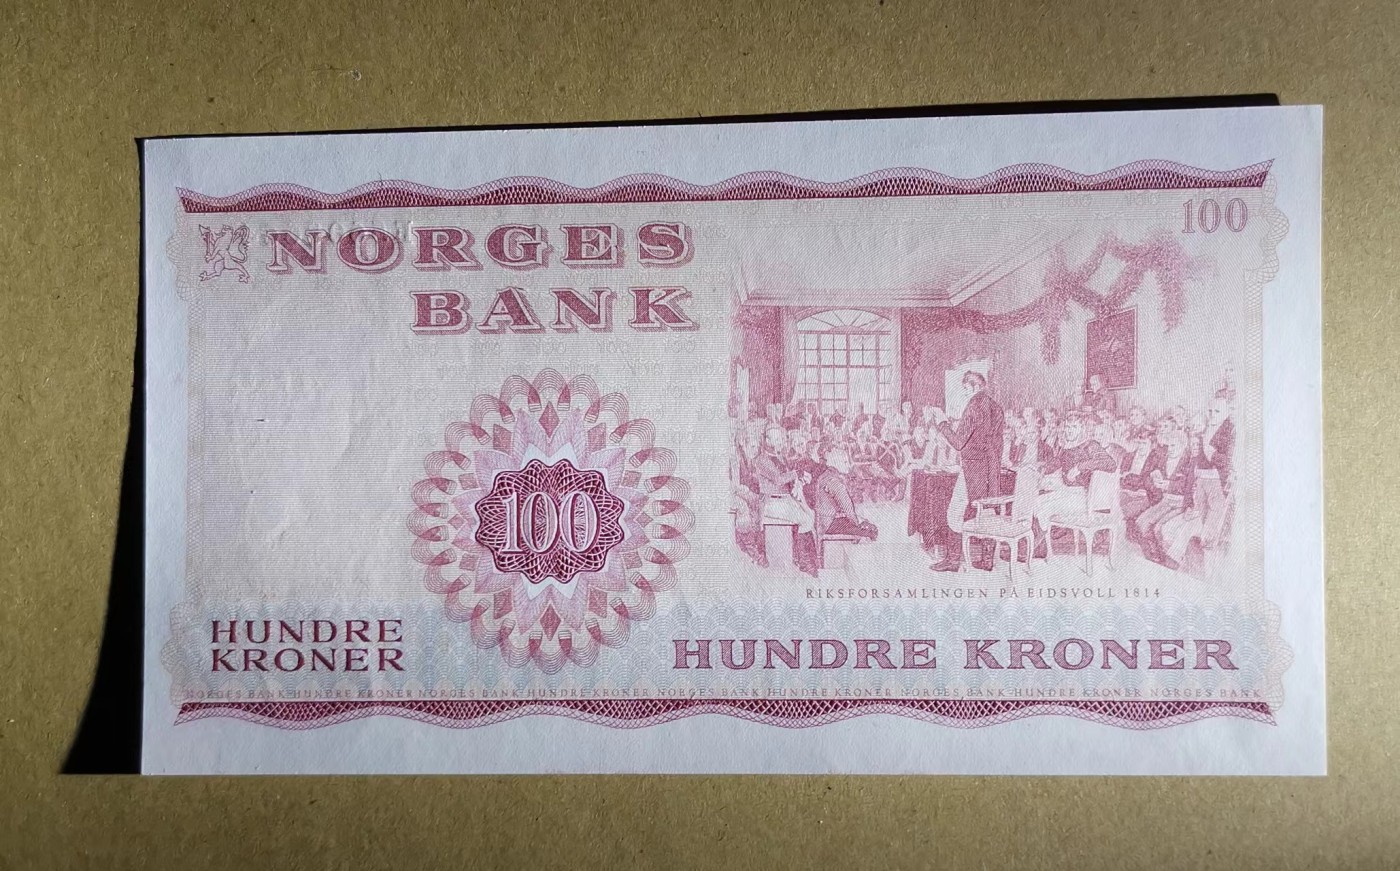 NORGES
BANK
100
100
RIKSFORSAMLINGEN PÅ EIDSVOLL 1814
HUNDRE
KRONER
HUNDRE KRONER
NORGES BANK HUNDRE KRONER NORGES BANK HUNDRE KRONER NORGES BANK HUNDRE KRONER NORGES BANK HUNDRE KRONER NORGES BANK